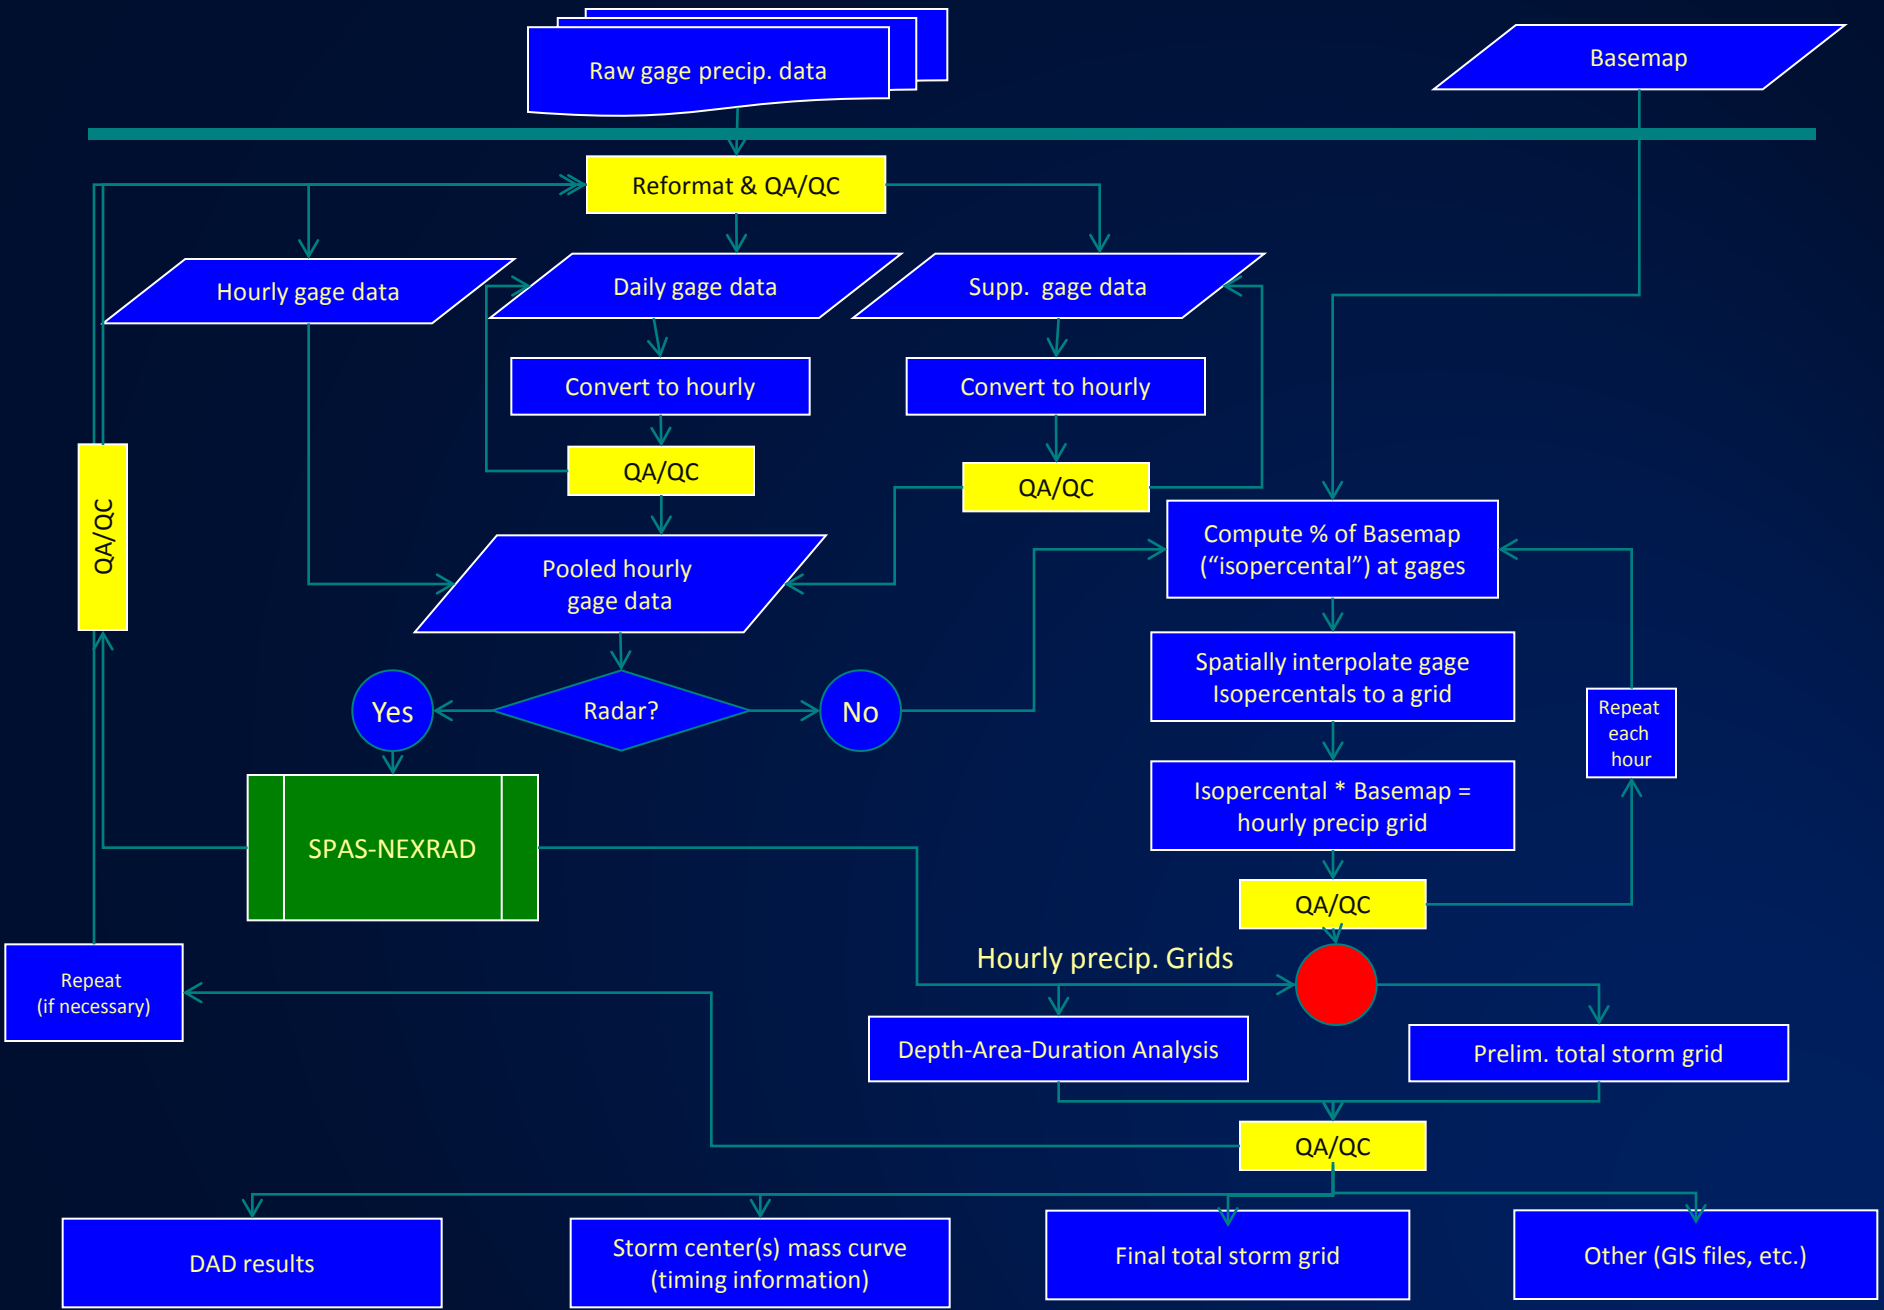 Raw gage precip. data
Basemap
Reformat & QA/QC
Hourly gage data
Daily gage data
Supp. gage data
Convert to hourly
Convert to hourly
QA/QC
QA/QC
QA/QC
Pooled hourly
gage data
Compute % of Basemap
(“isopercental”) at gages
Spatially interpolate gage
Isopercentals to a grid
Repeat
each
hour
Yes
Radar?
No
Isopercental * Basemap =
hourly precip grid
SPAS-NEXRAD
QA/QC
Hourly precip. Grids
Repeat
(if necessary)
Depth-Area-Duration Analysis
Prelim. total storm grid
QA/QC
DAD results
Storm center(s) mass curve
(timing information)
Final total storm grid
Other (GIS files, etc.)